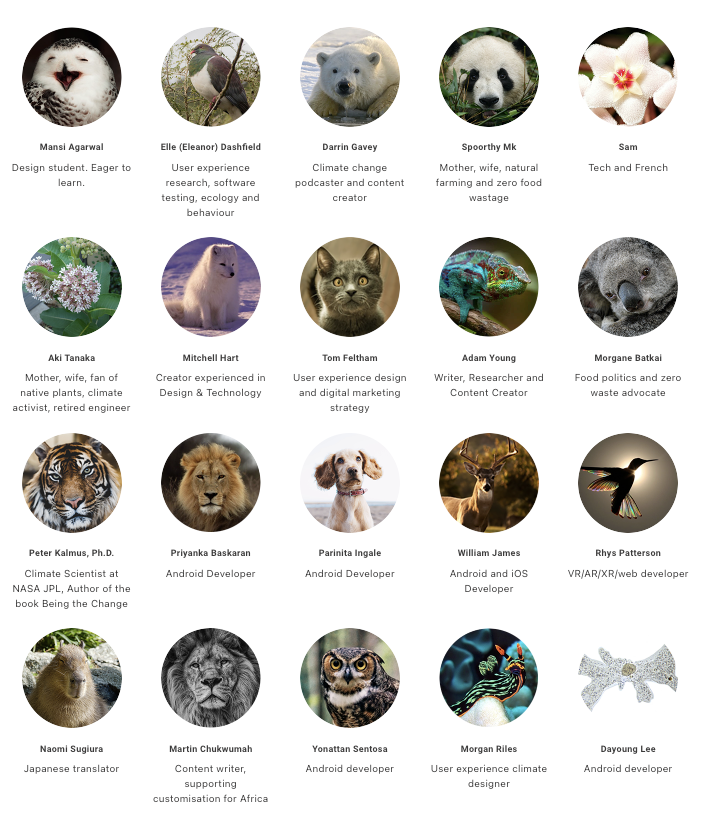 Mansi Agarwal
Design student. Eager to
learn.
Elle (Eleanor) Dashfield
User experience
research, software
testing, ecology and
behaviour
Darrin Gavey
Climate change
podcaster and content
creator
Spoorthy Mk
Mother, wife, natural
farming and zero food
wastage
Sam
Tech and French
Aki Tanaka
Mother, wife, fan of
native plants, climate
activist, retired engineer
Mitchell Hart
Creator experienced in
Design & Technology
Tom Feltham
User experience design
and digital marketing
strategy
Adam Young
Writer, Researcher and
Content Creator
Morgane Batkai
Food politics and zero
waste advocate
Peter Kalmus, Ph.D.
Climate Scientist at
NASA JPL, Author of the
book Being the Change
Priyanka Baskaran
Android Developer
Parinita Ingale
Android Developer
William James
Android and iOS
Developer
Rhys Patterson
VR/AR/XR/web developer
Naomi Sugiura
Japanese translator
Martin Chukwumah
Content writer,
supporting
customisation for Africa
Yonattan Sentosa
Android developer
Morgan Riles
User experience climate
designer
Dayoung Lee
Android developer